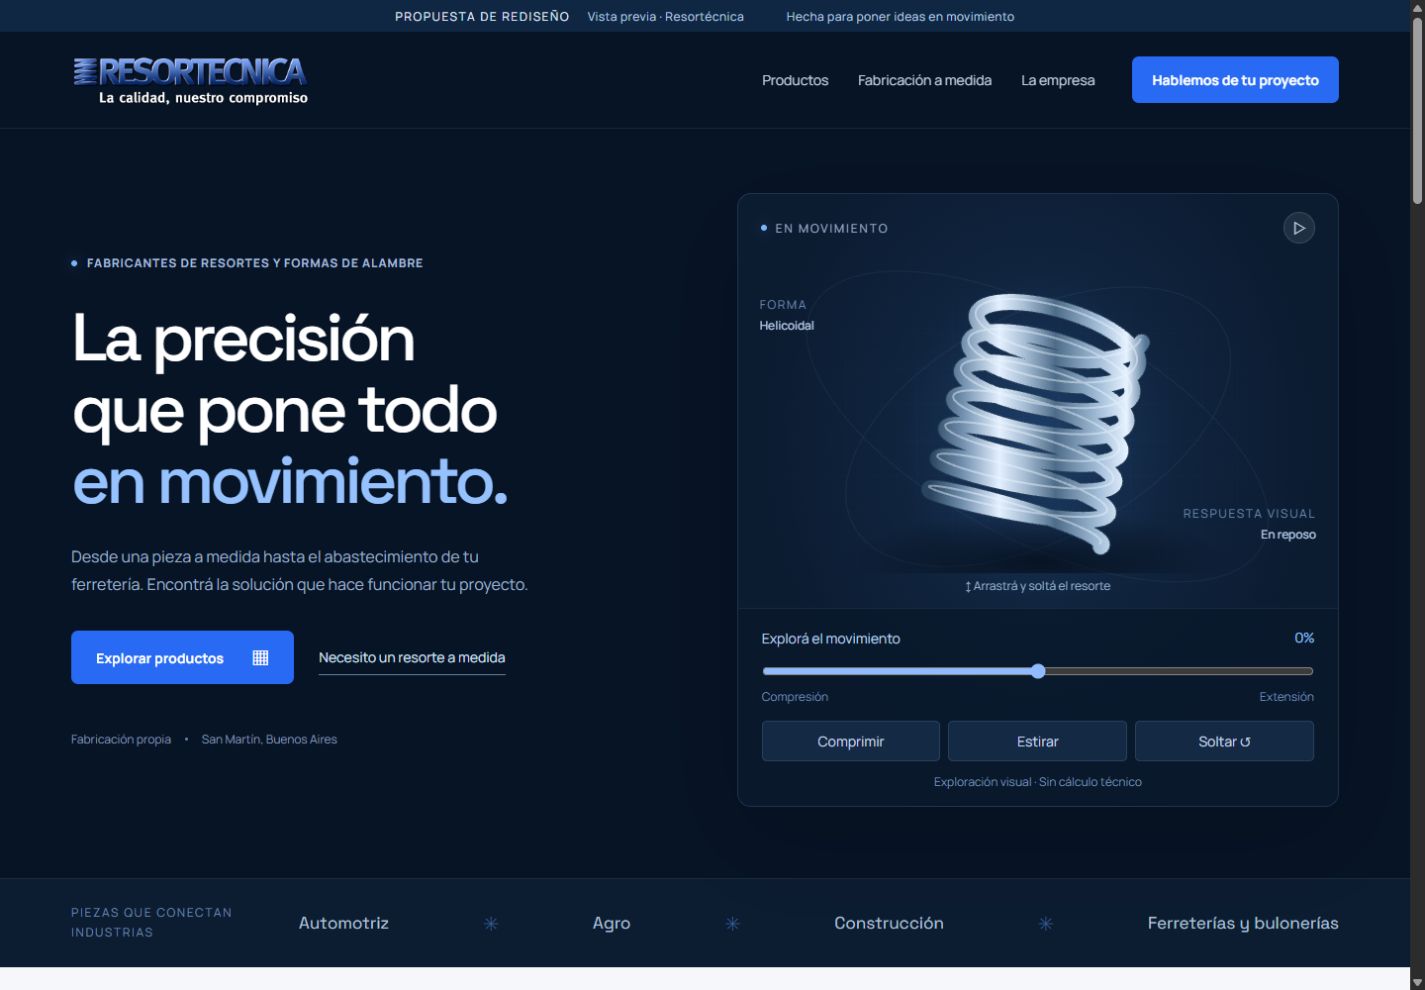 PROPUESTA DE REDISEÑO Vista previa · Resortécnica Hecha para poner ideas en movimiento
RESORTECNICA
La calidad, nuestro compromiso
Productos Fabricación a medida La empresa Hablemos de tu proyecto
FABRICANTES DE RESORTES Y FORMAS DE ALAMBRE
La precisión
que pone todo
en movimiento.
Desde una pieza a medida hasta el abastecimiento de tu
ferretería. Encontrá la solución que hace funcionar tu proyecto.
Explorar productos Necesito un resorte a medida
Fabricación propia • San Martín, Buenos Aires
EN MOVIMIENTO
FORMA
Helicoidal
RESPUESTA VISUAL
En reposo
↕ Arrastrá y soltá el resorte
Explorá el movimiento 0%
Compresión Extensión
Comprimir Estirar Soltar ↺
Exploración visual · Sin cálculo técnico
PIEZAS QUE CONECTAN
INDUSTRIAS
Automotriz Agro Construcción Ferreterías y bulonerías